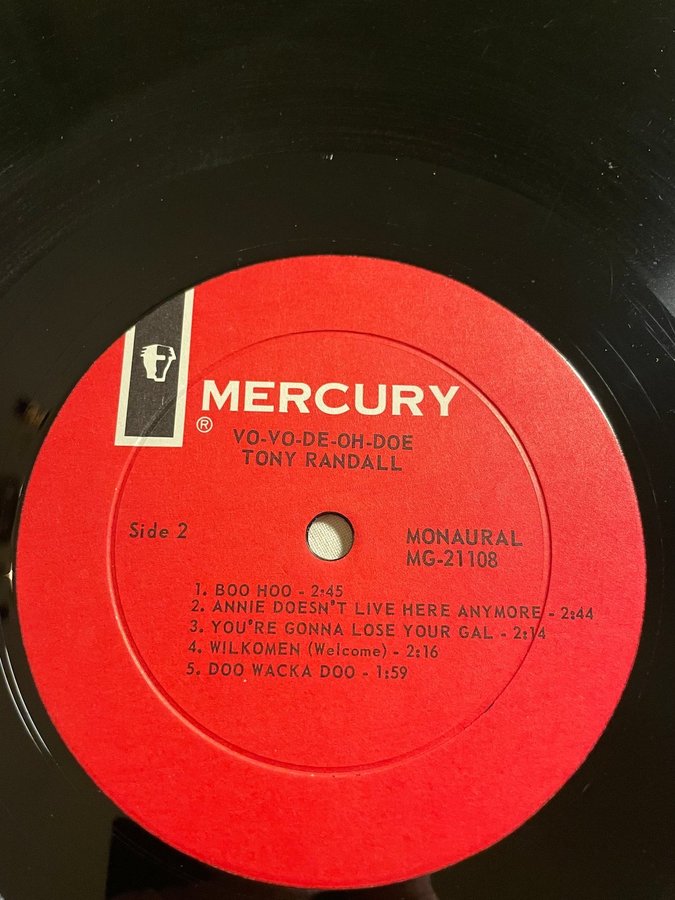 MERCURY
®
VO-VO-DE-OH-DOE
TONY RANDALL
Side 2
MONAURAL
MG-21108
1. BOO HOO - 2:45
2. ANNIE DOESN'T LIVE HERE ANYMORE - 2:44
3. YOU'RE GONNA LOSE YOUR GAL - 2:14
4. WILKOMEN (Welcome) - 2:16
5. DOO WACKA DOO - 1:59